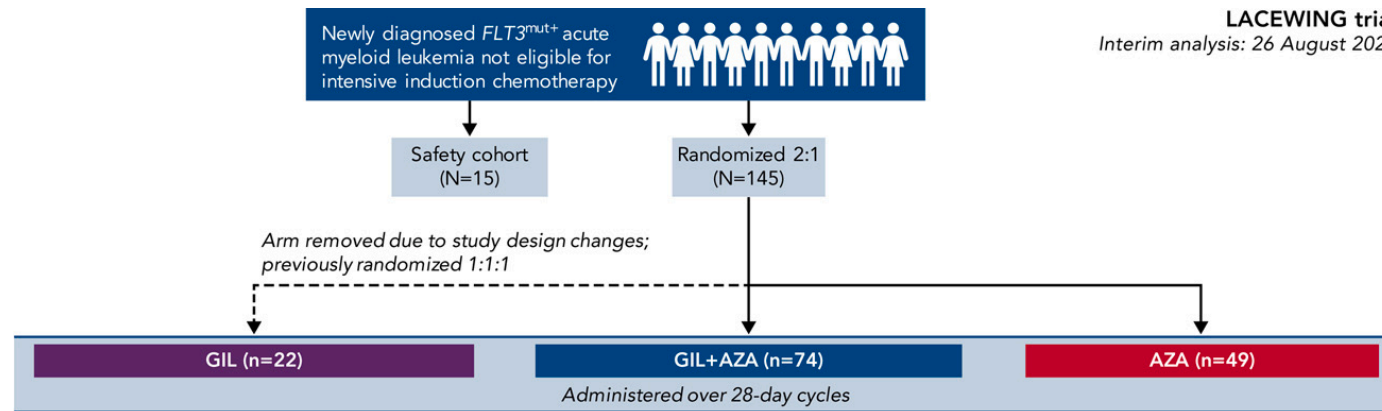 Newly diagnosed FLT3mut+ acute
myeloid leukemia not eligible for
intensive induction chemotherapy
LACEWING tria
Interim analysis: 26 August 202
Safety cohort
(N=15)
Randomized 2:1
(N=145)
Arm removed due to study design changes;
previously randomized 1:1:1
GIL (n=22)
GIL+AZA (n=74)
AZA (n=49)
Administered over 28-day cycles